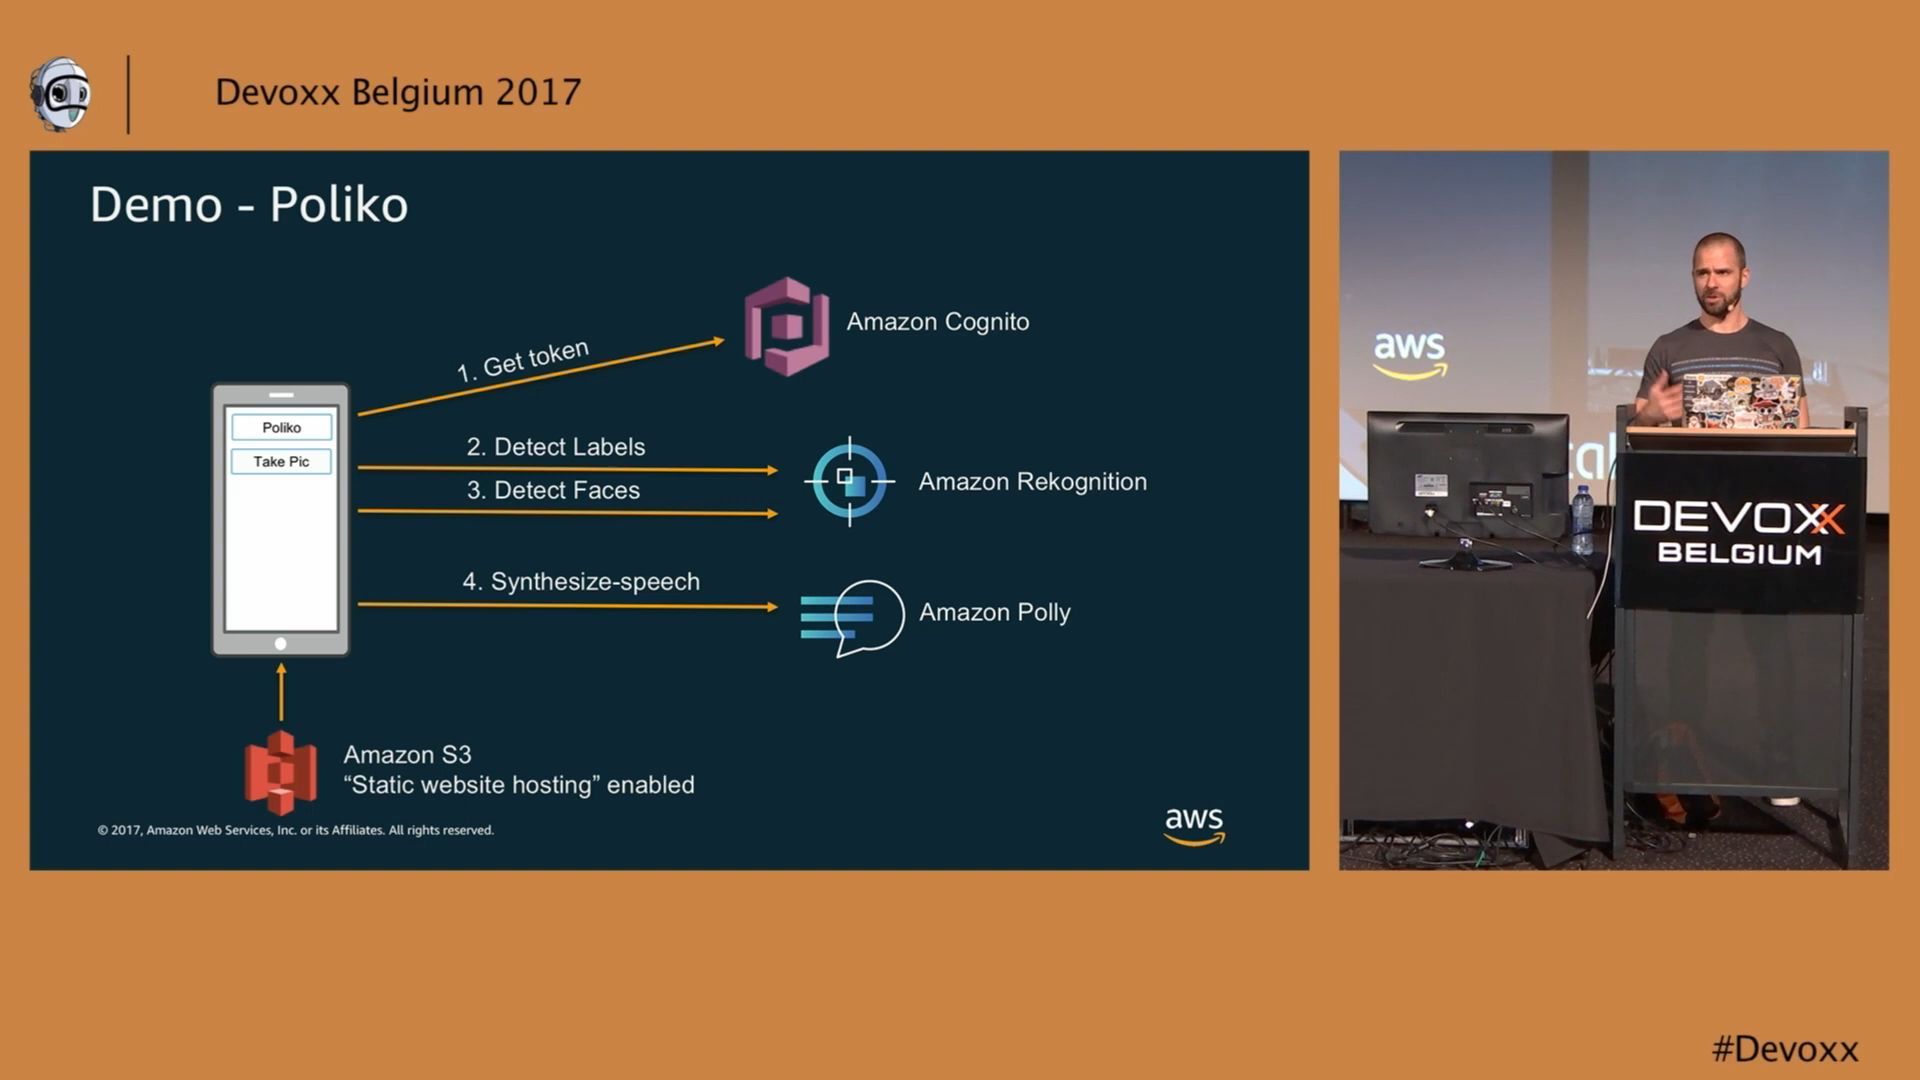 Devoxx Belgium 2017
Demo - Poliko
1. Get token
Amazon Cognito
Poliko
Take Pic
2. Detect Labels
3. Detect Faces
Amazon Rekognition
4. Synthesize-speech
Amazon Polly
Amazon S3
“Static website hosting” enabled
© 2017, Amazon Web Services, Inc. or its Affiliates. All rights reserved.
aws
aws
DEVOXX
BELGIUM
#Devoxx